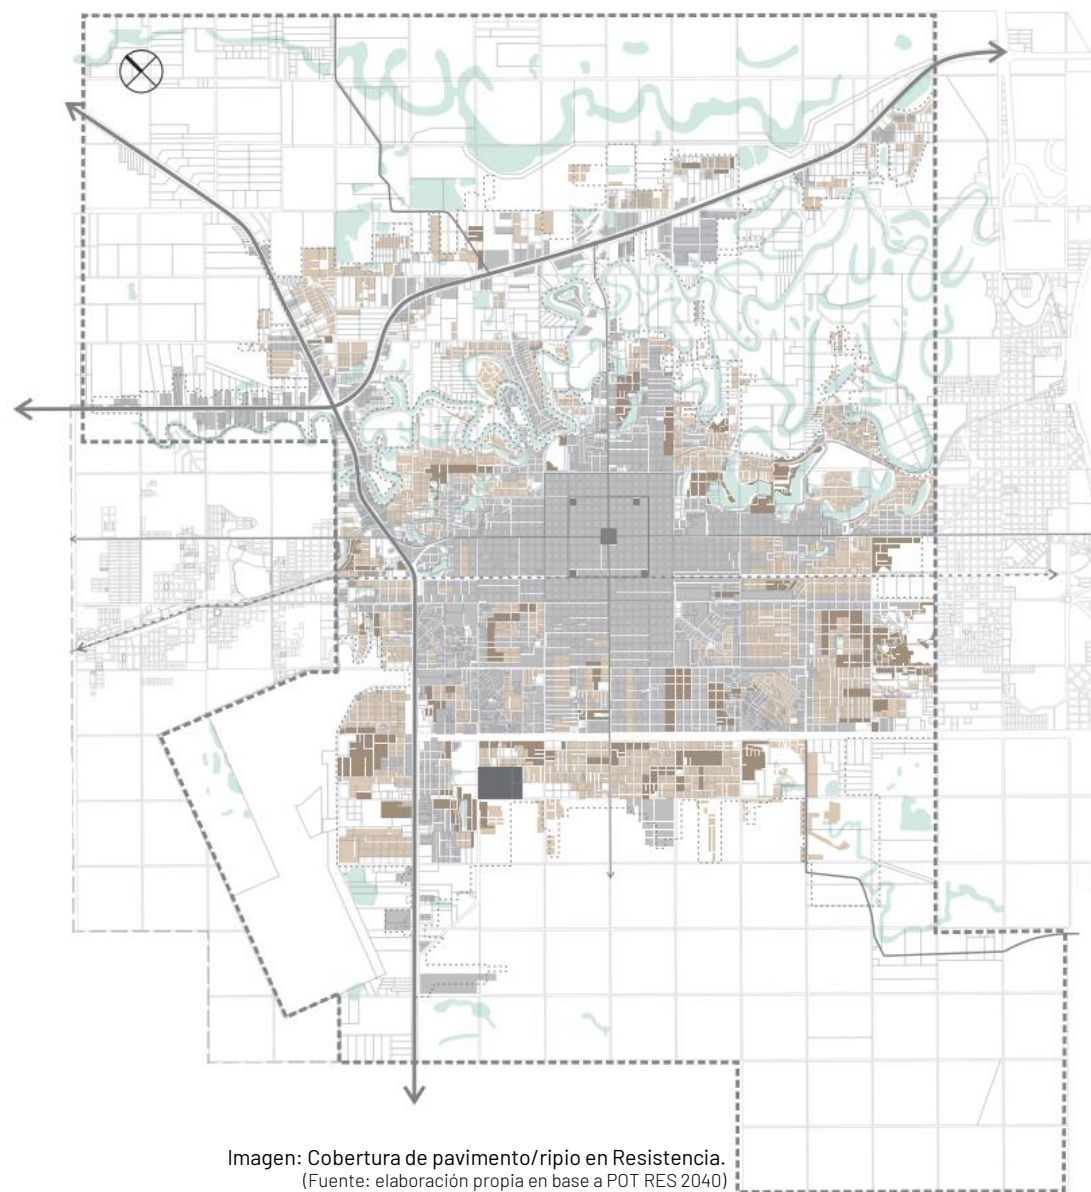 Imagen: Cobertura de pavimento/ripio en Resistencia.
(Fuente: elaboración propia en base a POT RES 2040)